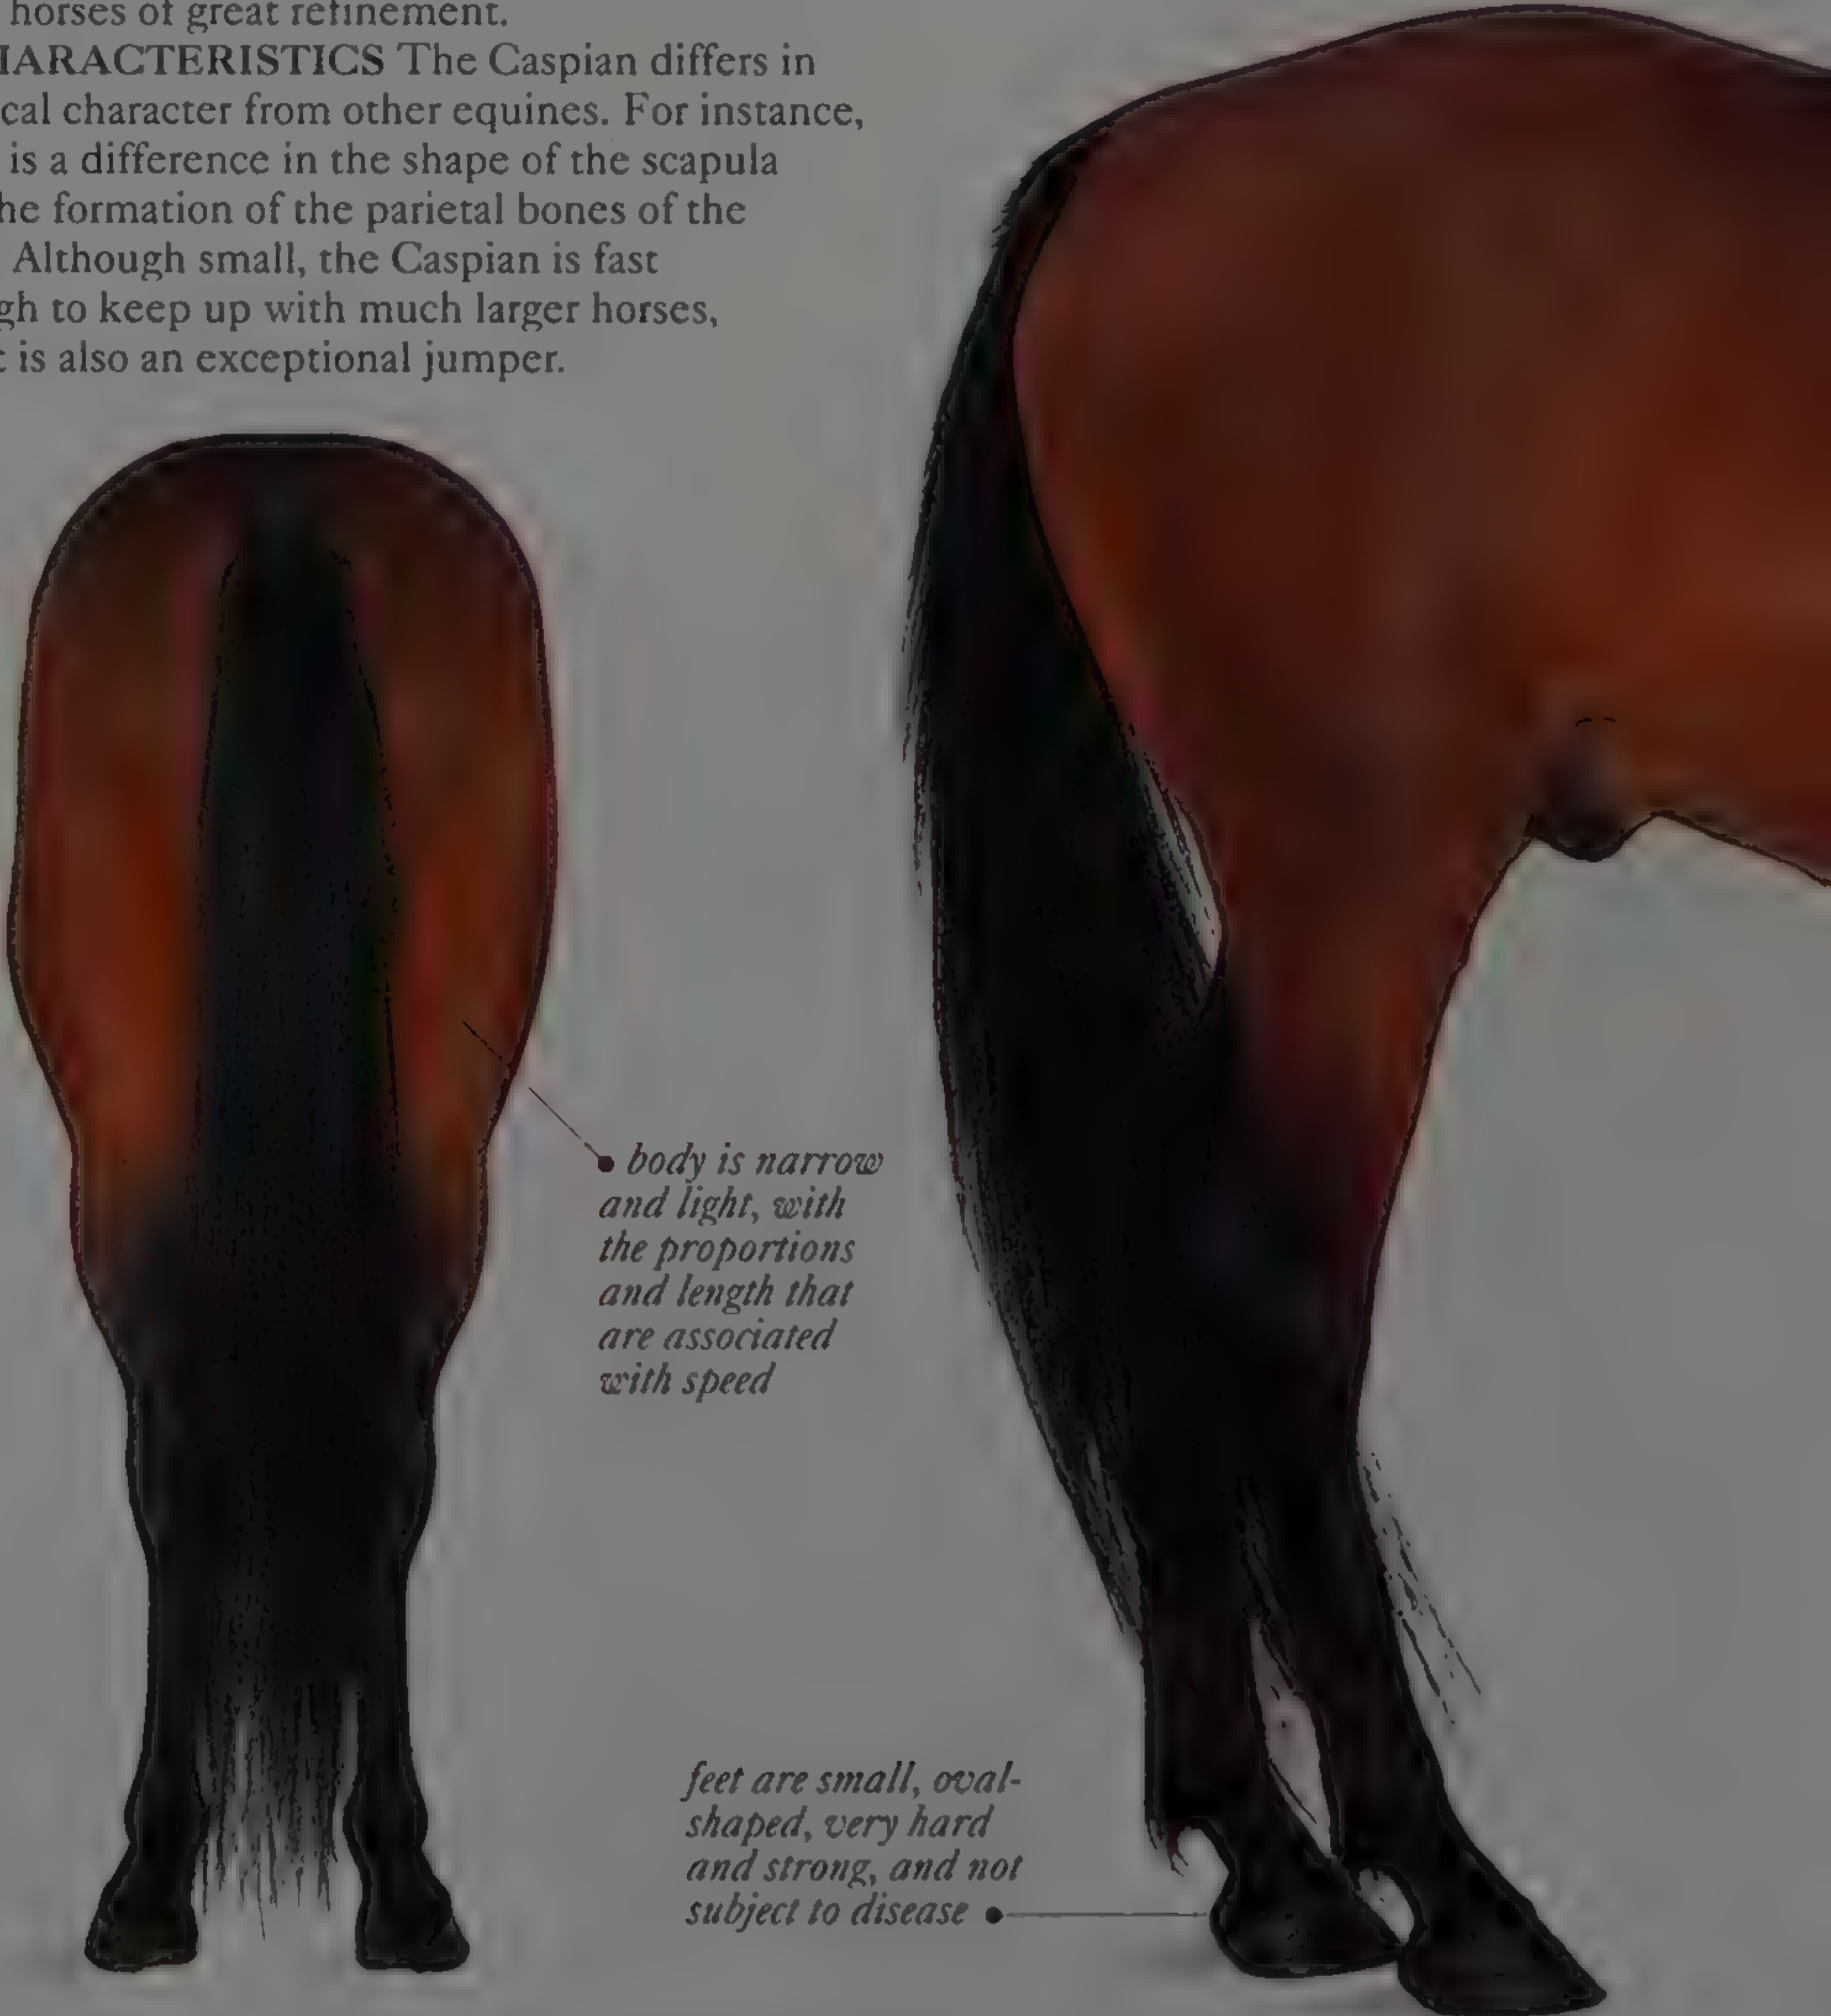 horses of great refinement.
HARACTERISTICS The Caspian differs in
cal character from other equines. For instance,
is a difference in the shape of the scapula
he formation of the parietal bones of the
Although small, the Caspian is fast
gh to keep up with much larger horses,
t is also an exceptional jumper.
body is narrow
and light, with
the proportions
and length that
are associated
with speed
feet are small, oval-
shaped, very hard
and strong, and not
subject to disease